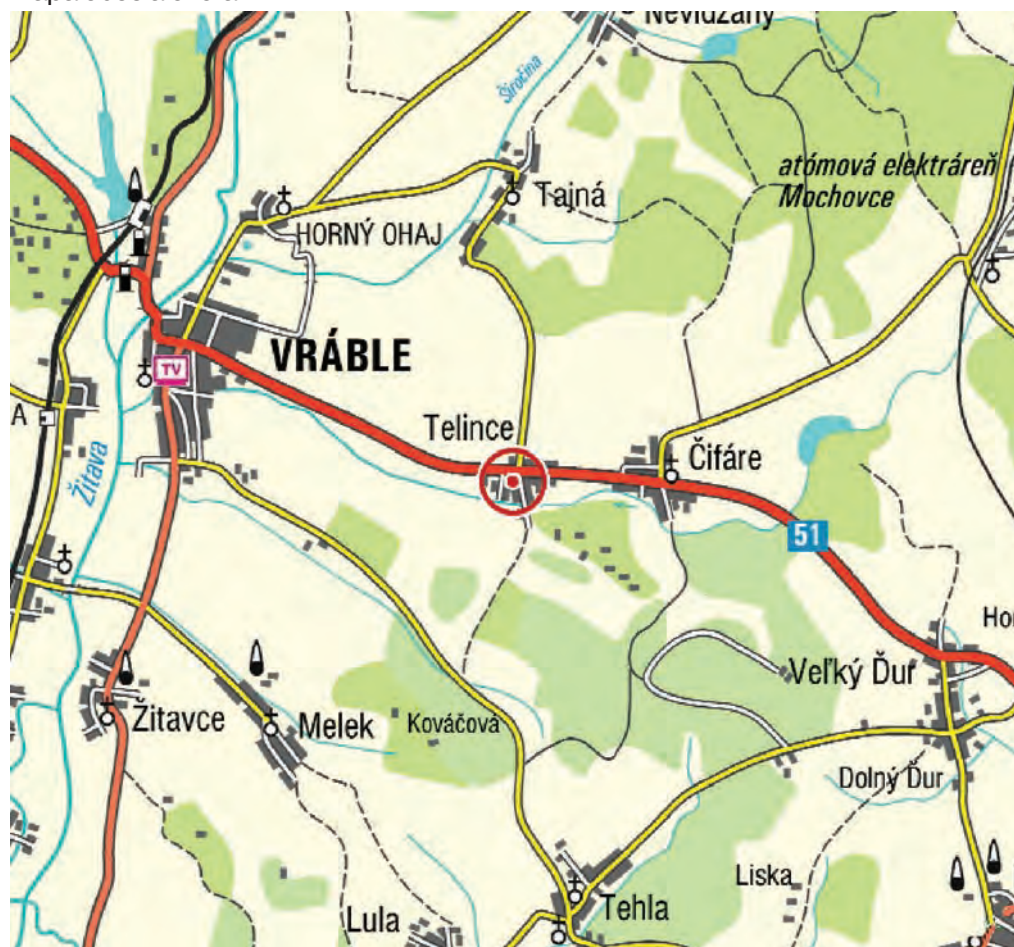 Nevidzany
Širočina
atómová elektráreň
Mochovce
Tajná
HORNÝ OHAJ
VRÁBLE
TV
Telince
Čifáre
A
Žitava
51
Hor
Veľký Ďur
Žitavce
Melek
Kováčová
Dolný Ďur
Liska
Tehla
Lula